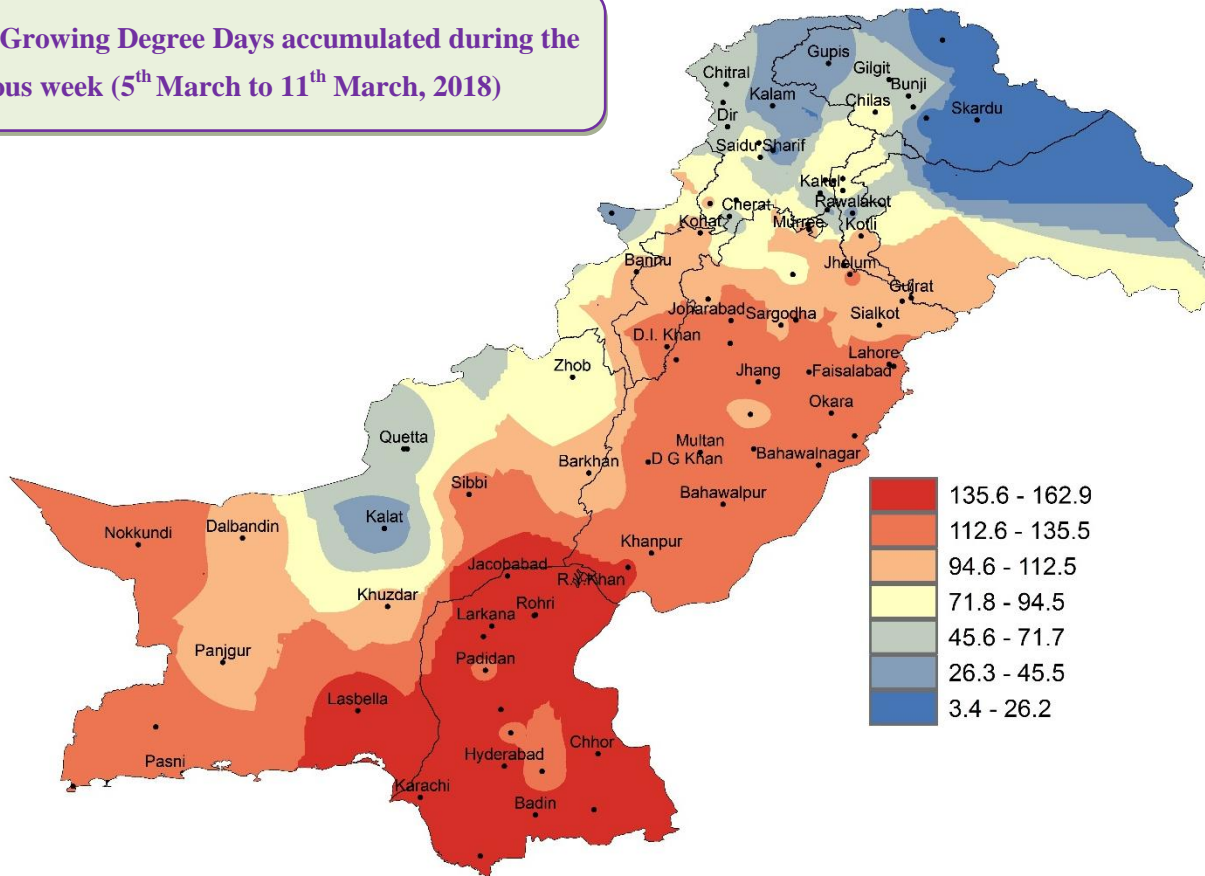 Growing Degree Days accumulated during the
ous week (5th March to 11th March, 2018)
Gupis
Chitral
Gilgit
Bunji
Kalam
Chilas
Skardu
Dir
Saidu Sharif
Kakul
Cherat
Rawalakot
Kohat
Murree
Kotli
Bannu
Jhelum
Gujrat
Joharabad
Sargodha
Sialkot
D.I. Khan
Lahore
Zhob
Jhang
Faisalabad
Okara
Quetta
Multan
Barkhan
D G Khan
Bahawalnagar
Sibbi
Bahawalpur
Kalat
Nokkundi
Dalbandin
Khanpur
Jacobabad
R.Y.Khan
Khuzdar
Rohri
Larkana
Panjgur
Padidan
Lasbella
Chhor
Hyderabad
Pasni
Karachi
Badin
135.6 - 162.9
112.6 - 135.5
94.6 - 112.5
71.8 - 94.5
45.6 - 71.7
26.3 - 45.5
3.4 - 26.2